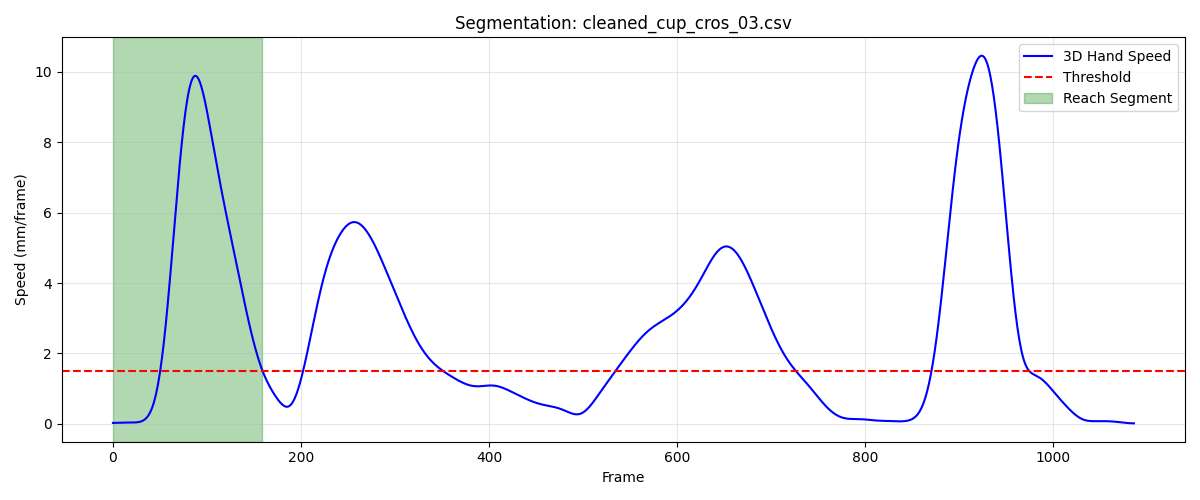 Segmentation: cleaned_cup_cros_03.csv
3D Hand Speed
Threshold
Reach Segment
Speed (mm/frame)
10
8
6
4
2
0
0 200 400 600 800 1000
Frame